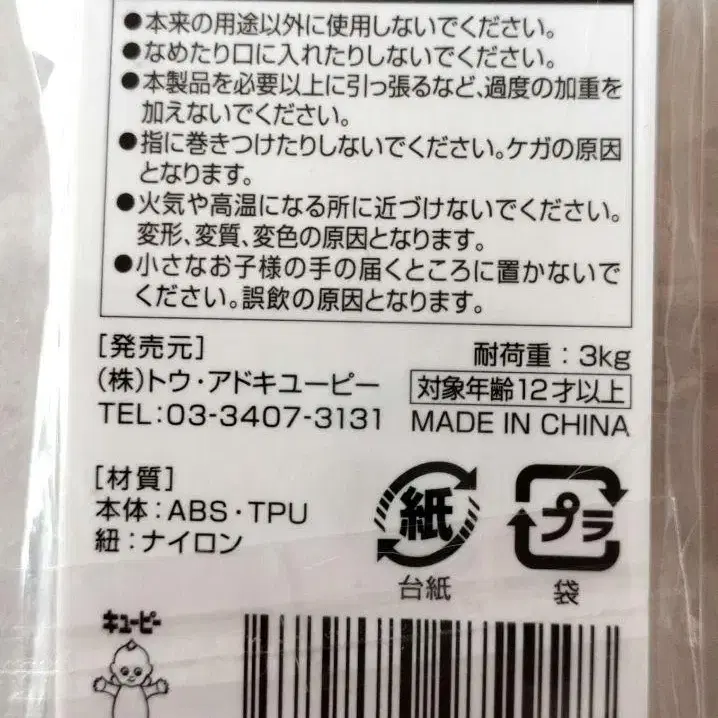 ●本来の用途以外に使用しないでください。
●なめたり口に入れたりしないでください。
●本製品を必要以上に引っ張るなど、過度の加重を
加えないでください。
●指に巻きつけたりしないでください。ケガの原因
となります。
●火気や高温になる所に近づけないでください。
変形、変質、変色の原因となります。
●小さなお子様の手の届くところに置かないで
ください。誤飲の原因となります。
[発売元]
(株)トウ・アドキユーピー
TEL:03-3407-3131
耐荷重：3kg
対象年齢12才以上
MADE IN CHINA
[材質]
本体：ABS・TPU
紐：ナイロン
紙
台紙
プラ
袋
キユーピー